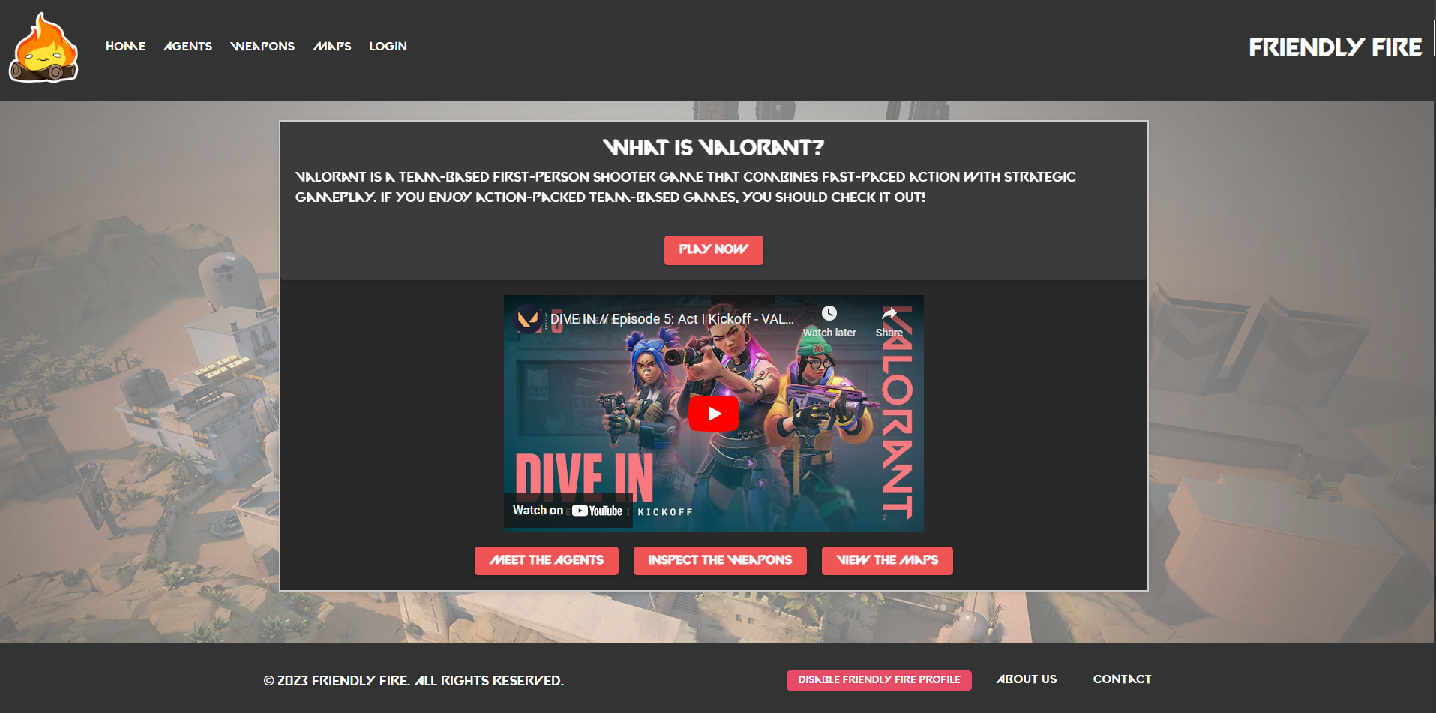 HOME AGENTS WEAPONS MAPS LOGIN
FRIENDLY FIRE
WHAT IS VALORANT?
VALORANT IS A TEAM-BASED FIRST-PERSON SHOOTER GAME THAT COMBINES FAST-PACED ACTION WITH STRATEGIC
GAMEPLAY. IF YOU ENJOY ACTION-PACKED TEAM-BASED GAMES, YOU SHOULD CHECK IT OUT!
PLAY NOW
DIVE IN // Episode 5: Act I Kickoff - VAL...
Watch later
Share
VALORANT
DIVE IN
Watch on YouTube
KICKOFF
MEET THE AGENTS
INSPECT THE WEAPONS
VIEW THE MAPS
© 2023 FRIENDLY FIRE. ALL RIGHTS RESERVED.
DISABLE FRIENDLY FIRE PROFILE
ABOUT US
CONTACT